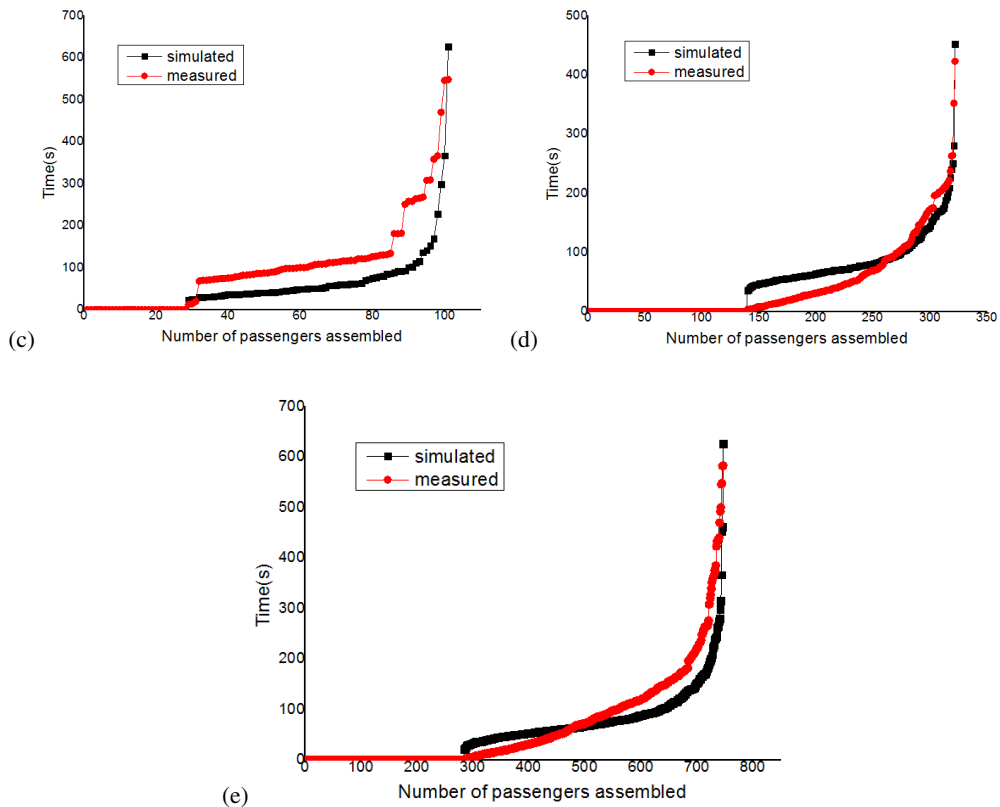 700
600
500
400
300
200
100
0
Time(s)
simulated
measured
0 20 40 60 80 100
Number of passengers assembled
(c)
500
400
300
200
100
0
Time(s)
simulated
measured
0 50 100 150 200 250 300 350
Number of passengers assembled
(d)
700
600
500
400
300
200
100
0
Time(s)
simulated
measured
0 100 200 300 400 500 600 700 800
Number of passengers assembled
(e)